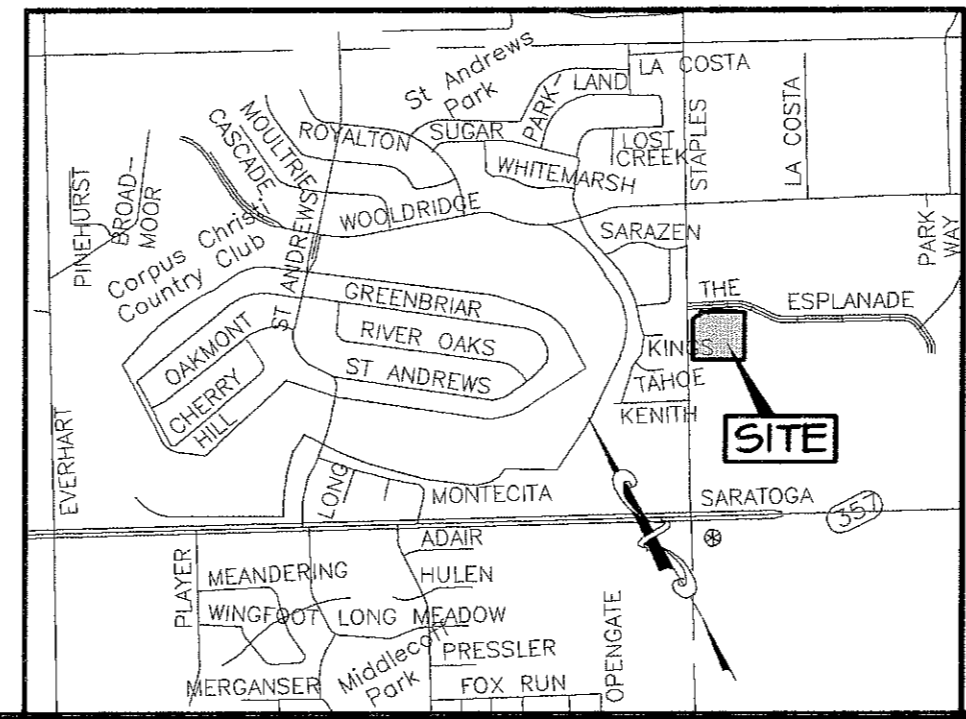 St Andrews
Park
LA COSTA
LAND
PARK-
SUGAR
ROYALTON
MOULTRIE
CASCADE
LOST
CREEK
WHITEMARSH
STAPLES
LA COSTA
PINEHURST
BROAD-
MOOR
Corpus Christi
Country Club
ST ANDREWS
WOOLDRIDGE
SARAZEN
PARK-
WAY
THE
ESPLANADE
GREENBRIAR
RIVER OAKS
ST ANDREWS
OAKMONT
CHERRY
HILL
KINGS
TAHOE
KENITH
SITE
EVERHART
LONG
MONTECITA
SARATOGA
357
ADAIR
HULEN
PLAYER
MEANDERING
WINGFOOT
LONG MEADOW
Middlecoff
Park
PRESSLER
FOX RUN
MERGANSER
OPENGATE